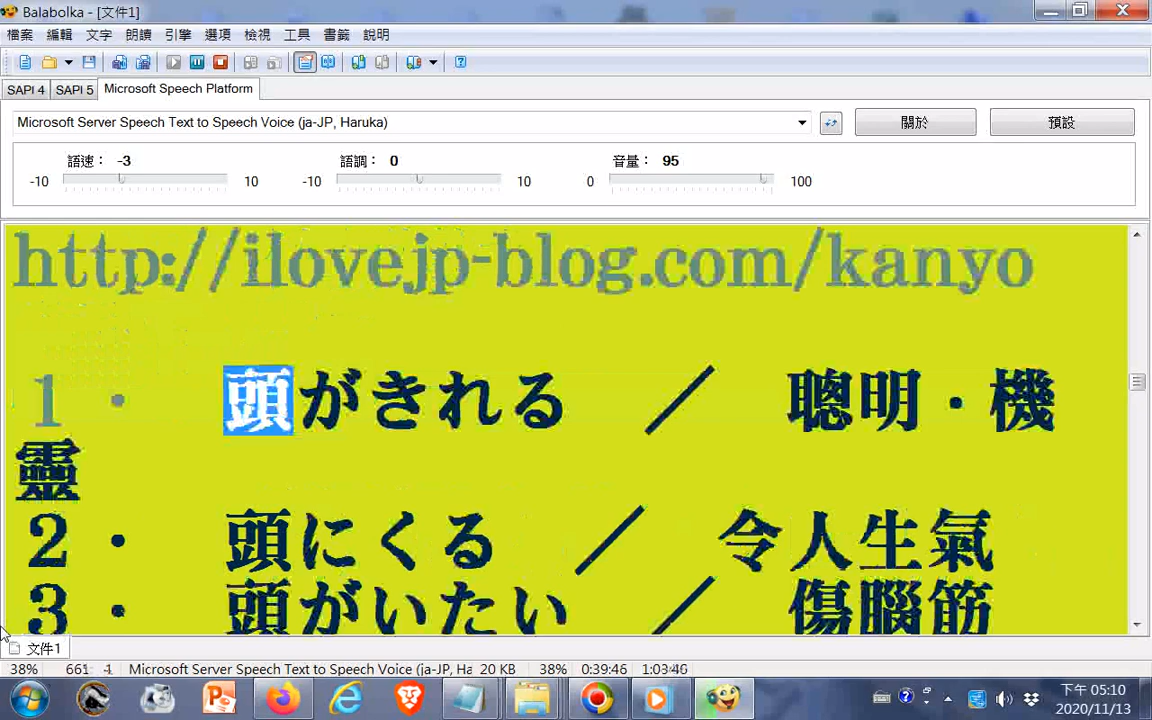 Balabolka - [文件1]
檔案 編輯 文字 朗讀 引擎 選項 檢視 工具 書籤 說明
SAPI 4 SAPI 5 Microsoft Speech Platform
Microsoft Server Speech Text to Speech Voice (ja-JP, Haruka) 關於 預設
語速： -3 語調： 0 音量： 95
-10 10 -10 10 0 100
http://ilovejp-blog.com/kanyo
1・ 頭がきれる ／ 聰明・機
靈
2・ 頭にくる ／ 令人生氣
3・ 頭がいたい ／ 傷腦筋
文件1
38% 661: -1 Microsoft Server Speech Text to Speech Voice (ja-JP, Ha 20 KB 38% 0:39:46 1:03:46
下午 05:10
2020/11/13